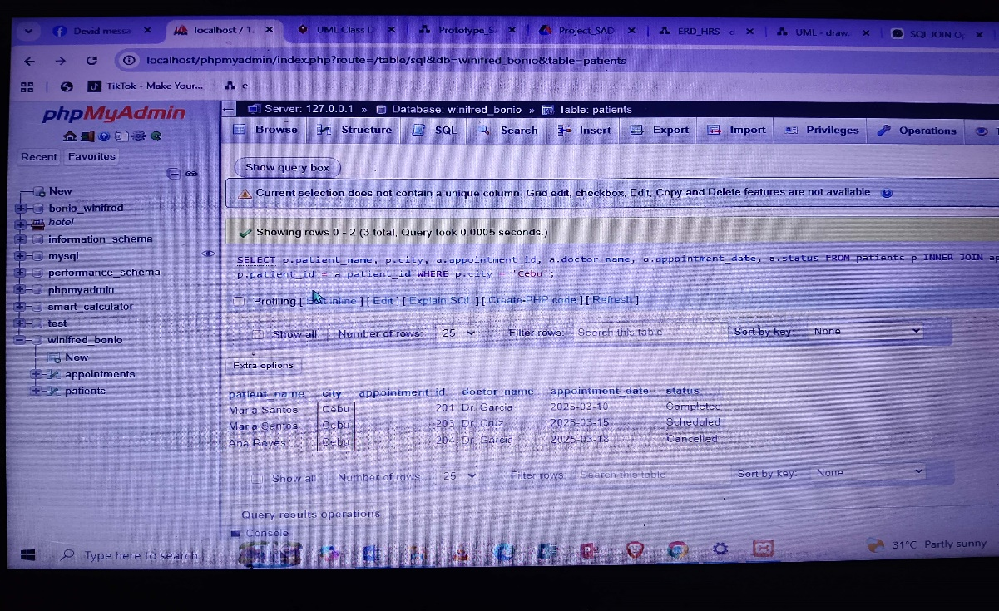 Devid messa
localhost / 1
UML Class D
Prototype_S
Project_SAD
ERD_HRS - d
UML - draw.
SQL JOIN O
localhost/phpmyadmin/index.php?route=/table/sql&db=winifred_bonio&table=patients
TikTok - Make Your...
e
phpMyAdmin
Server: 127.0.0.1 » Database: winifred_bonio » Table: patients
Browse Structure SQL Search Insert Export Import Privileges Operations
Recent Favorites
New
bonio_winifred
hotel
information_schema
mysql
performance_schema
phpmyadmin
smart_calculator
test
winifred_bonio
New
appointments
patients
Show query box
Current selection does not contain a unique column. Grid edit, checkbox, Edit, Copy and Delete features are not available.
Showing rows 0 - 2 (3 total, Query took 0.0005 seconds.)
SELECT p.patient_name, p.city, a.appointment_id, a.doctor_name, a.appointment_date, a.status FROM patients p INNER JOIN ap
p.patient_id = a.patient_id WHERE p.city = 'Cebu';
Profiling [ Edit inline ] [ Edit ] [ Explain SQL ] [ Create PHP code ] [ Refresh ]
Show all Number of rows: 25 Filter rows: Search this table Sort by key: None
Extra options
patient_name city appointment_id doctor_name appointment_date status
Maria Santos Cebu 201 Dr. Garcia 2025-03-10 Completed
Maria Santos Cebu 203 Dr. Cruz 2025-03-15 Scheduled
Ana Reyes Cebu 204 Dr. Garcia 2025-03-18 Cancelled
Show all Number of rows 25 Filter rows Search this table Sort by key: None
Query results operations
Console
Type here to search
31°C Partly sunny